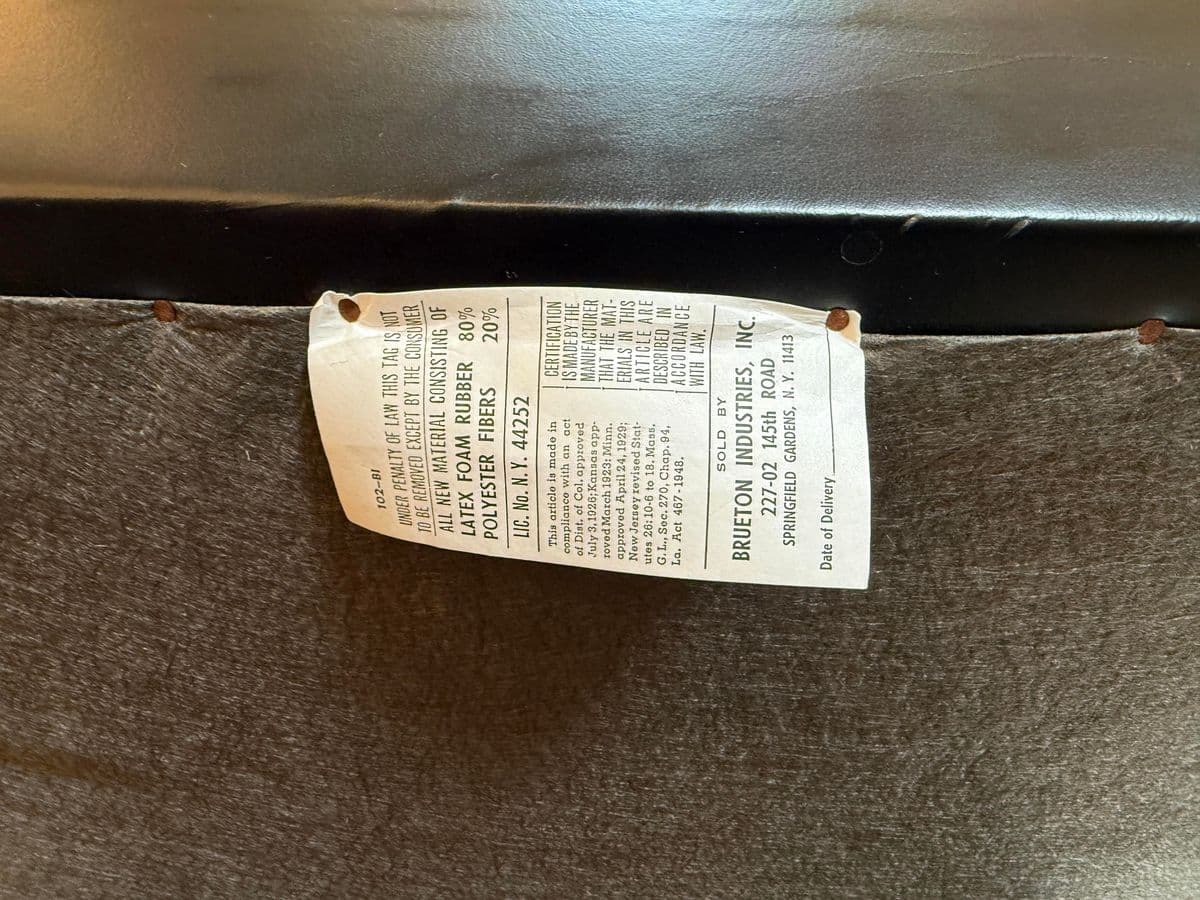 102-BI
UNDER PENALTY OF LAW THIS TAG IS NOT
TO BE REMOVED EXCEPT BY THE CONSUMER
ALL NEW MATERIAL CONSISTING OF
LATEX FOAM RUBBER 80%
POLYESTER FIBERS 20%
LIC. No. N.Y. 44252
This article is made in
compliance with an act
of Dist. of Col. approved
July 3,1926; Kansas app-
roved March 1923; Minn.
approved April 24, 1929;
New Jersey revised Stat-
utes 26:10-6 to 18. Mass.
G.L., Sec. 270, Chap. 94,
La. Act 467-1948.
CERTIFICATION
IS MADE BY THE
MANUFACTURER
THAT THE MAT-
ERIALS IN THIS
ARTICLE ARE
DESCRIBED IN
ACCORDANCE
WITH LAW.
SOLD BY
BRUETON INDUSTRIES, INC.
227-02 145th ROAD
SPRINGFIELD GARDENS, N.Y. 11413
Date of Delivery